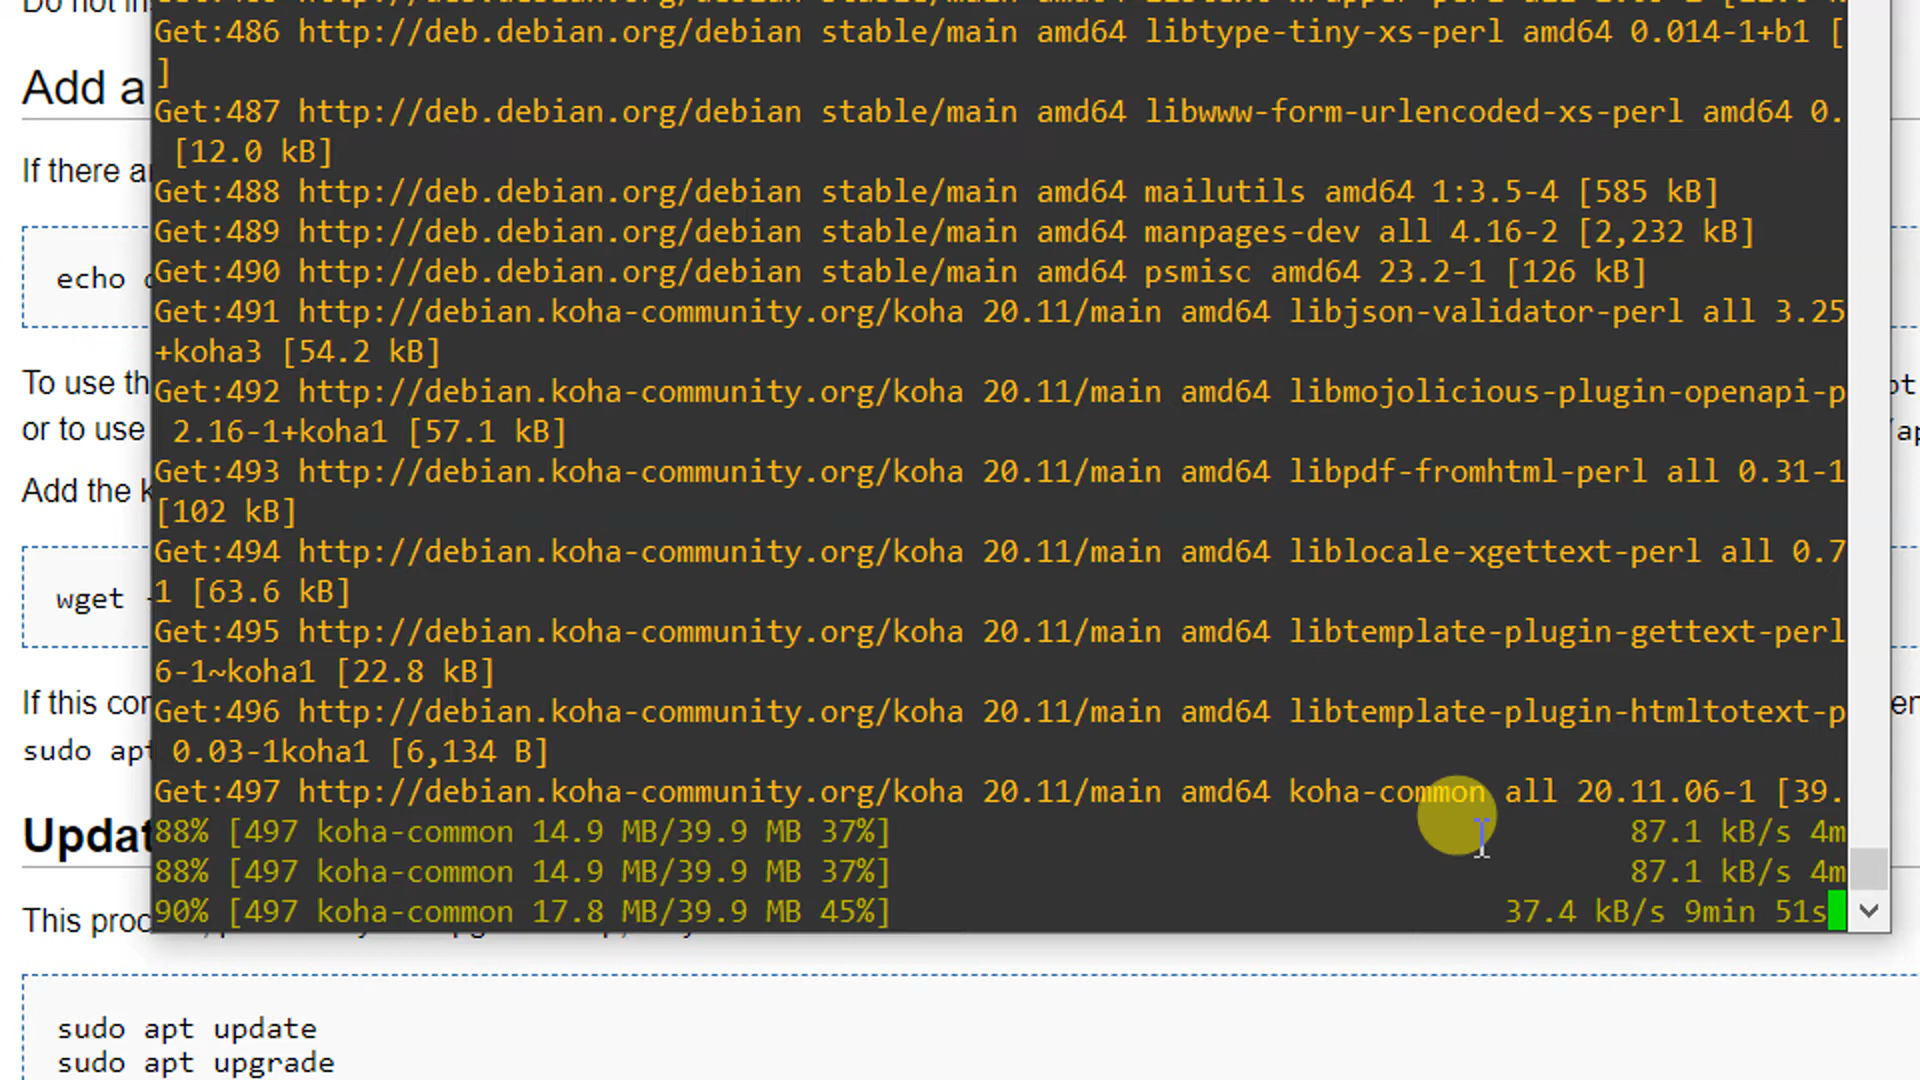 Do not in
Add a
If there a
echo
To use th
or to use
Add the k
wget -
If this cor
sudo apt
Updat
This proc
Get:486 http://deb.debian.org/debian stable/main amd64 libtype-tiny-xs-perl amd64 0.014-1+b1 [
]
Get:487 http://deb.debian.org/debian stable/main amd64 libwww-form-urlencoded-xs-perl amd64 0.
[12.0 kB]
Get:488 http://deb.debian.org/debian stable/main amd64 mailutils amd64 1:3.5-4 [585 kB]
Get:489 http://deb.debian.org/debian stable/main amd64 manpages-dev all 4.16-2 [2,232 kB]
Get:490 http://deb.debian.org/debian stable/main amd64 psmisc amd64 23.2-1 [126 kB]
Get:491 http://debian.koha-community.org/koha 20.11/main amd64 libjson-validator-perl all 3.25
+koha3 [54.2 kB]
Get:492 http://debian.koha-community.org/koha 20.11/main amd64 libmojolicious-plugin-openapi-p
2.16-1+koha1 [57.1 kB]
Get:493 http://debian.koha-community.org/koha 20.11/main amd64 libpdf-fromhtml-perl all 0.31-1
[102 kB]
Get:494 http://debian.koha-community.org/koha 20.11/main amd64 liblocale-xgettext-perl all 0.7
1 [63.6 kB]
Get:495 http://debian.koha-community.org/koha 20.11/main amd64 libtemplate-plugin-gettext-perl
6-1~koha1 [22.8 kB]
Get:496 http://debian.koha-community.org/koha 20.11/main amd64 libtemplate-plugin-htmltotext-p
0.03-1koha1 [6,134 B]
Get:497 http://debian.koha-community.org/koha 20.11/main amd64 koha-common all 20.11.06-1 [39.
88% [497 koha-common 14.9 MB/39.9 MB 37%] 87.1 kB/s 4m
88% [497 koha-common 14.9 MB/39.9 MB 37%] 87.1 kB/s 4m
90% [497 koha-common 17.8 MB/39.9 MB 45%] 37.4 kB/s 9min 51s
sudo apt update
sudo apt upgrade